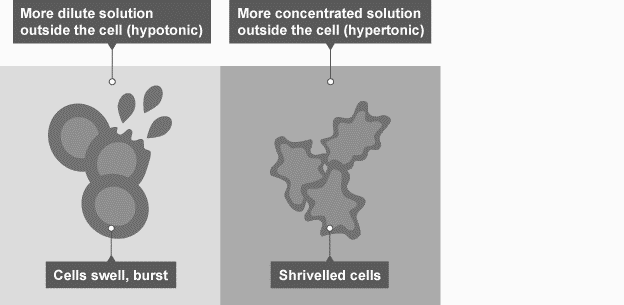 More dilute solution
outside the cell (hypotonic)
More concentrated solution
outside the cell (hypertonic)
Cells swell, burst
Shrivelled cells